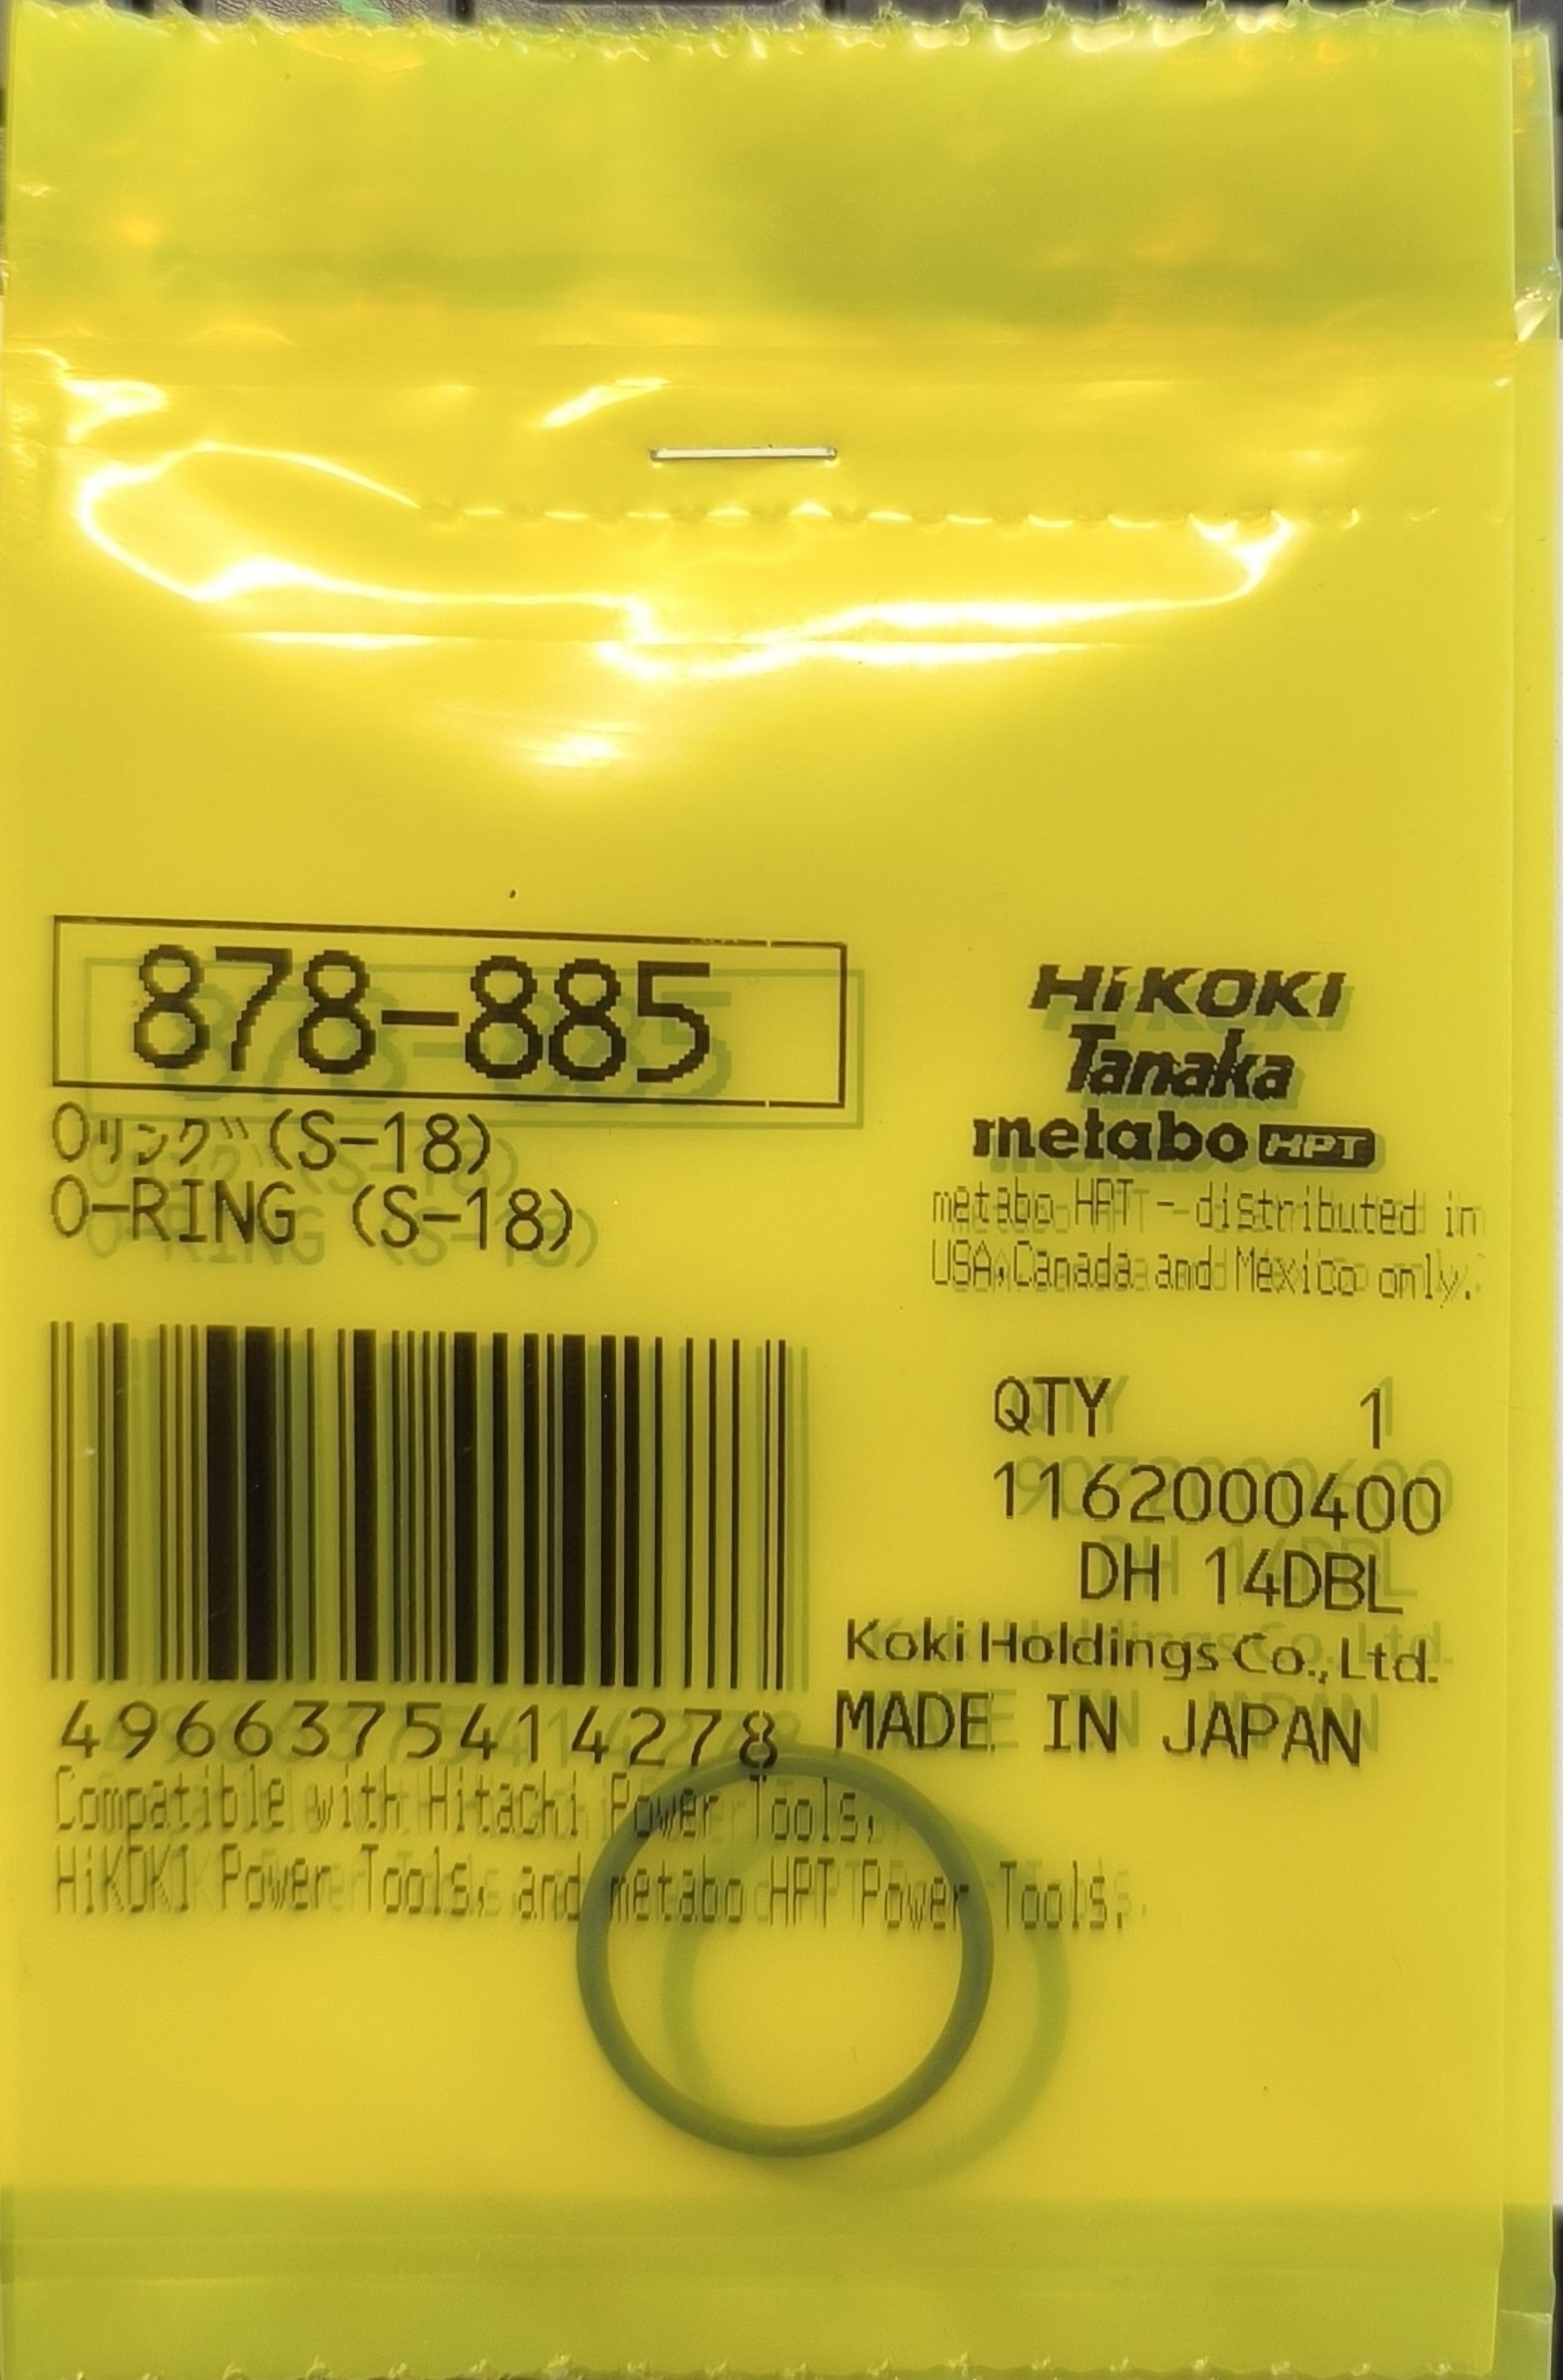 878-885
Oリング(S-18)
O-RING (S-18)
HiKOKI
Tanaka
metabo HPT
metabo HPT - distributed in
USA,Canada and Mexico only.
QTY 1
1162000400
DH 14DBL
Koki Holdings Co., Ltd.
MADE IN JAPAN
4966375414278
Compatible with Hitachi Power Tools,
HiKOKI Power Tools, and metabo HPT Power Tools.